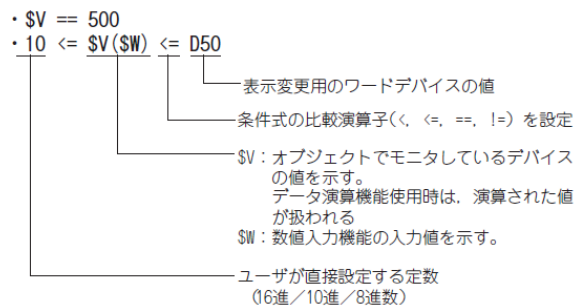 ・$V == 500
・10 <= $V($W) <= D50
表示変更用のワードデバイスの値
条件式の比較演算子(<, <=, ==, !=) を設定
$V：オブジェクトでモニタしているデバイス
の値を示す。
データ演算機能使用時は，演算された値
が扱われる
$W：数値入力機能の入力値を示す。
ユーザが直接設定する定数
(16進／10進／8進数)